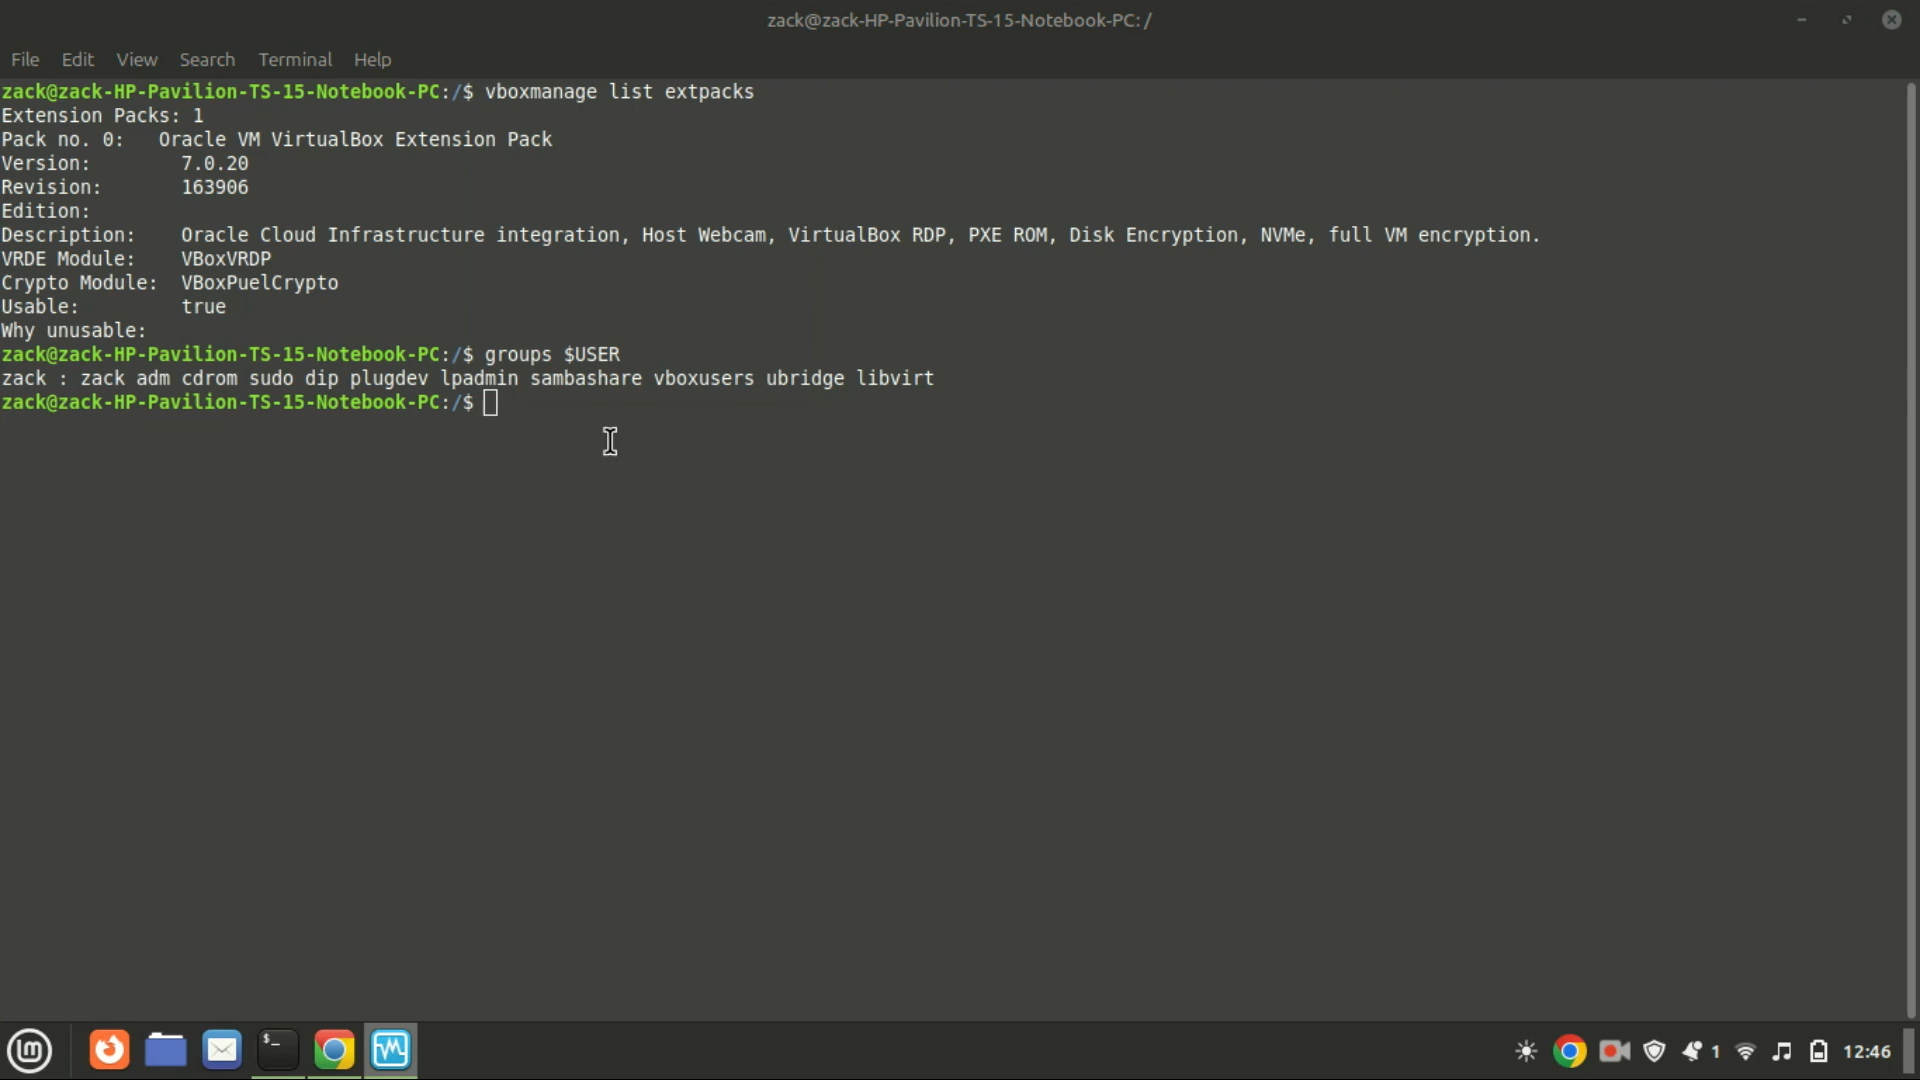 zack@zack-HP-Pavilion-TS-15-Notebook-PC: /
File Edit View Search Terminal Help
zack@zack-HP-Pavilion-TS-15-Notebook-PC:/$ vboxmanage list extpacks
Extension Packs: 1
Pack no. 0:   Oracle VM VirtualBox Extension Pack
Version:        7.0.20
Revision:       163906
Edition:
Description:    Oracle Cloud Infrastructure integration, Host Webcam, VirtualBox RDP, PXE ROM, Disk Encryption, NVMe, full VM encryption.
VRDE Module:    VBoxVRDP
Crypto Module:  VBoxPuelCrypto
Usable:         true
Why unusable:
zack@zack-HP-Pavilion-TS-15-Notebook-PC:/$ groups $USER
zack : zack adm cdrom sudo dip plugdev lpadmin sambashare vboxusers ubridge libvirt
zack@zack-HP-Pavilion-TS-15-Notebook-PC:/$
1 12:46